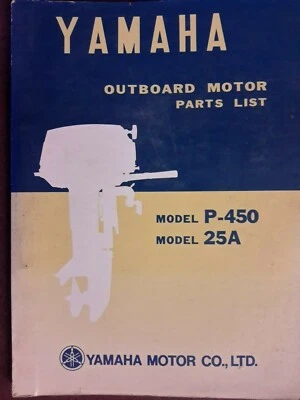 YAMAHA
OUTBOARD MOTOR
PARTS LIST
MODEL P-450
MODEL 25A
YAMAHA MOTOR CO., LTD.